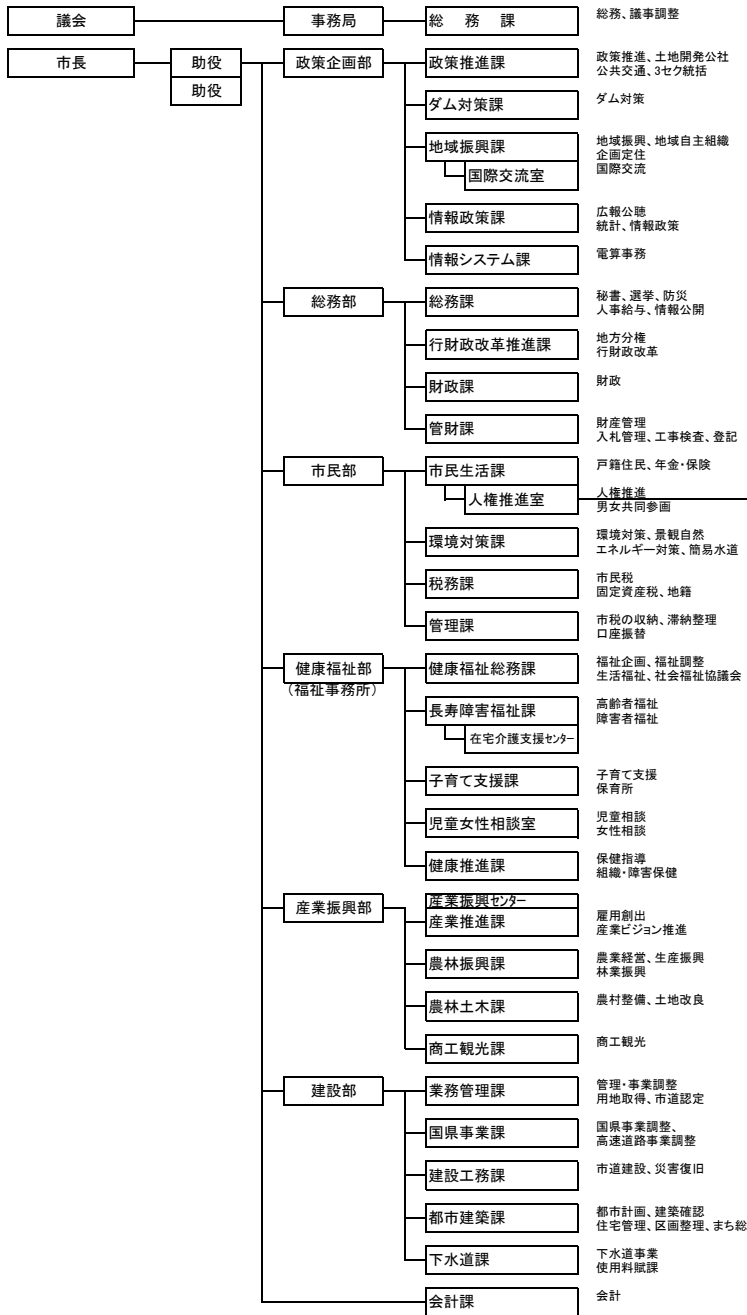 議会
事務局
総 務 課
総務、議事調整
市長
助役
助役
政策企画部
政策推進課
政策推進、土地開発公社
公共交通、3セク統括
ダム対策課
ダム対策
地域振興課
地域振興、地域自主組織
企画定住
国際交流室
国際交流
情報政策課
広報公聴
統計、情報政策
情報システム課
電算事務
総務部
総務課
秘書、選挙、防災
人事給与、情報公開
行財政改革推進課
地方分権
行財政改革
財政課
財政
管財課
財産管理
入札管理、工事検査、登記
市民部
市民生活課
戸籍住民、年金・保険
人権推進室
人権推進
男女共同参画
環境対策課
環境対策、景観自然
エネルギー対策、簡易水道
税務課
市民税
固定資産税、地籍
管理課
市税の収納、滞納整理
口座振替
健康福祉部
(福祉事務所)
健康福祉総務課
福祉企画、福祉調整
生活福祉、社会福祉協議会
長寿障害福祉課
高齢者福祉
障害者福祉
在宅介護支援センター
子育て支援課
子育て支援
保育所
児童女性相談室
児童相談
女性相談
健康推進課
保健指導
組織・障害保健
産業振興部
産業振興センター
産業推進課
雇用創出
産業ビジョン推進
農林振興課
農業経営、生産振興
林業振興
農林土木課
農村整備、土地改良
商工観光課
商工観光
建設部
業務管理課
管理・事業調整
用地取得、市道認定
国県事業課
国県事業調整、
高速道路事業調整
建設工務課
市道建設、災害復旧
都市建築課
都市計画、建築確認
住宅管理、区画整理、まち総
下水道課
下水道事業
使用料賦課
会計課
会計